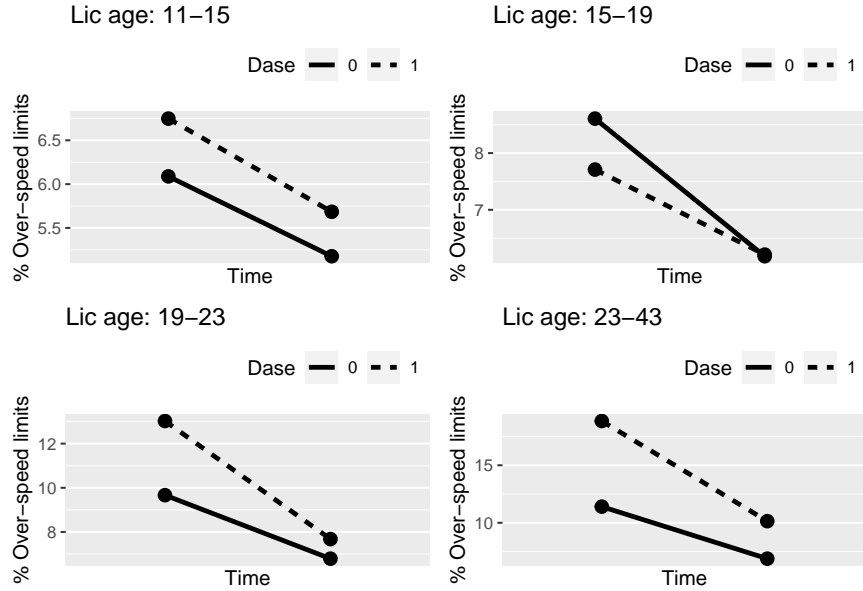 Lic age: 11−15
Dase 0 1
% Over−speed limits
6.5
6.0
5.5
Time
Lic age: 15−19
Dase 0 1
% Over−speed limits
8
7
Time
Lic age: 19−23
Dase 0 1
% Over−speed limits
12
10
8
Time
Lic age: 23−43
Dase 0 1
% Over−speed limits
15
10
Time